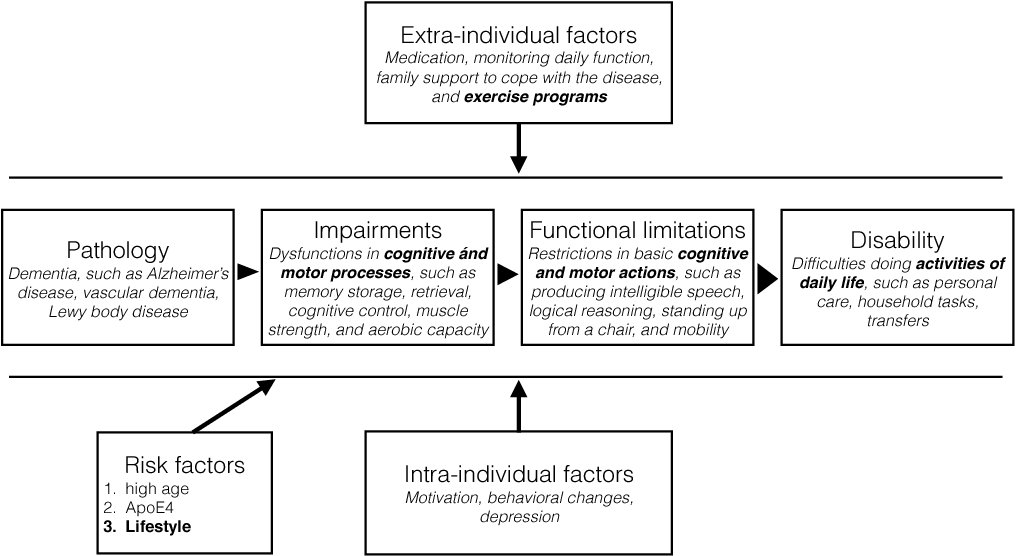 Extra-individual factors
Medication, monitoring daily function,
family support to cope with the disease,
and exercise programs
Pathology
Dementia, such as Alzheimer's
disease, vascular dementia,
Lewy body disease
Impairments
Dysfunctions in cognitive ánd
motor processes, such as
memory storage, retrieval,
cognitive control, muscle
strength, and aerobic capacity
Functional limitations
Restrictions in basic cognitive
and motor actions, such as
producing intelligible speech,
logical reasoning, standing up
from a chair, and mobility
Disability
Difficulties doing activities of
daily life, such as personal
care, household tasks,
transfers
Risk factors
1. high age
2. ApoE4
3. Lifestyle
Intra-individual factors
Motivation, behavioral changes,
depression